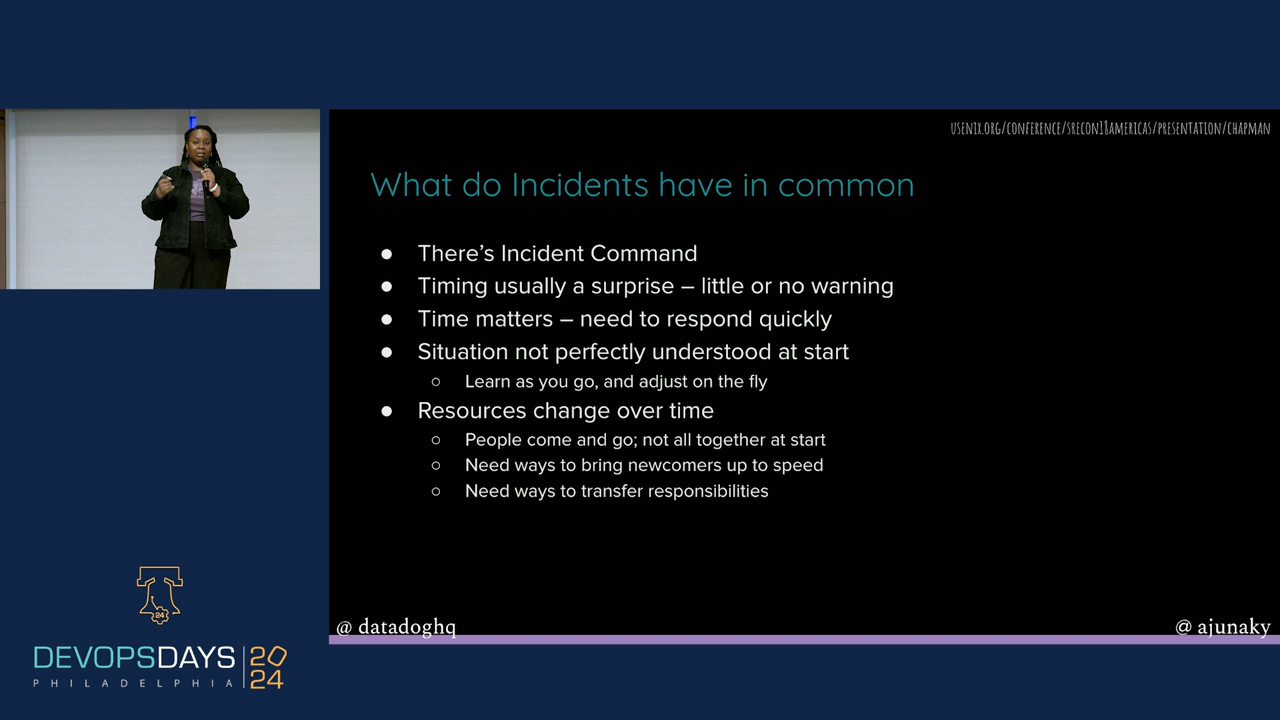 USENIX.ORG/CONFERENCE/SRECON18AMERICAS/PRESENTATION/CHAPMAN
What do Incidents have in common
● There’s Incident Command
● Timing usually a surprise – little or no warning
● Time matters – need to respond quickly
● Situation not perfectly understood at start
○ Learn as you go, and adjust on the fly
● Resources change over time
○ People come and go; not all together at start
○ Need ways to bring newcomers up to speed
○ Need ways to transfer responsibilities
@ datadoghq
@ ajunaky
24
DEVOPSDAYS
PHILADELPHIA
20
24